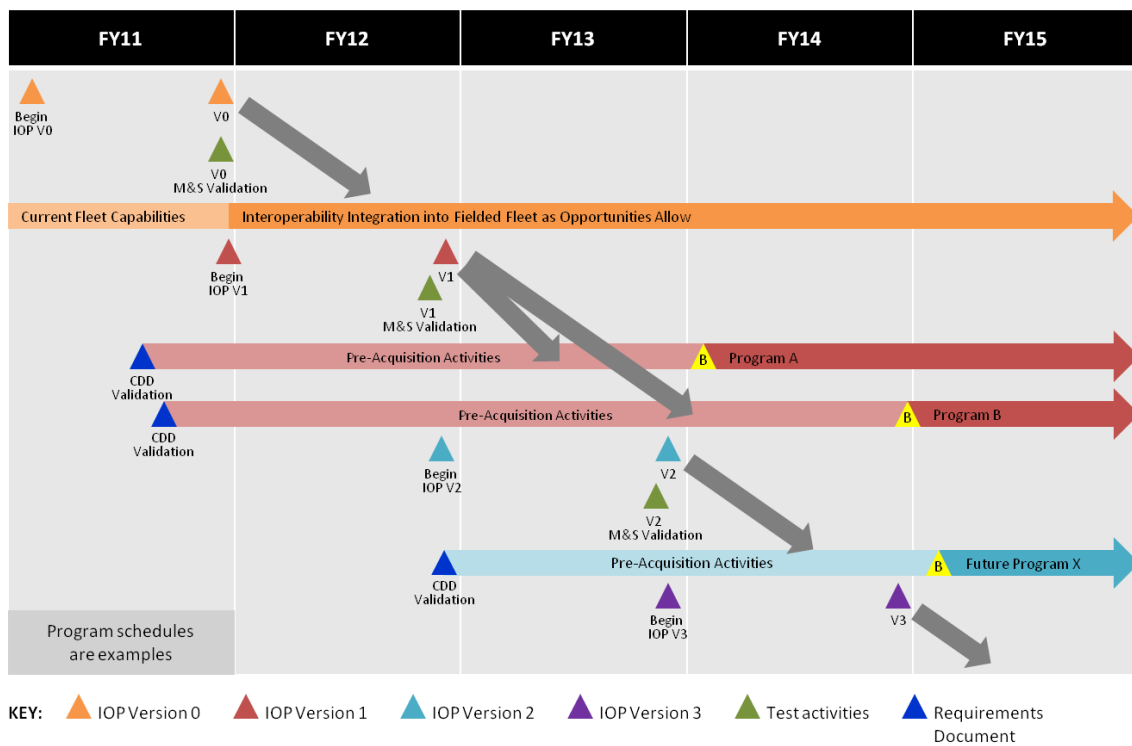 FY11
FY12
FY13
FY14
FY15
Begin
IOP V0
V0
V0
M&S Validation
Current Fleet Capabilities
Interoperability Integration into Fielded Fleet as Opportunities Allow
Begin
IOP V1
V1
V1
M&S Validation
Pre-Acquisition Activities
B
Program A
CDD
Validation
Pre-Acquisition Activities
B
Program B
CDD
Validation
Begin
IOP V2
V2
V2
M&S Validation
Pre-Acquisition Activities
B
Future Program X
CDD
Validation
Begin
IOP V3
V3
Program schedules
are examples
KEY:
IOP Version 0
IOP Version 1
IOP Version 2
IOP Version 3
Test activities
Requirements
Document